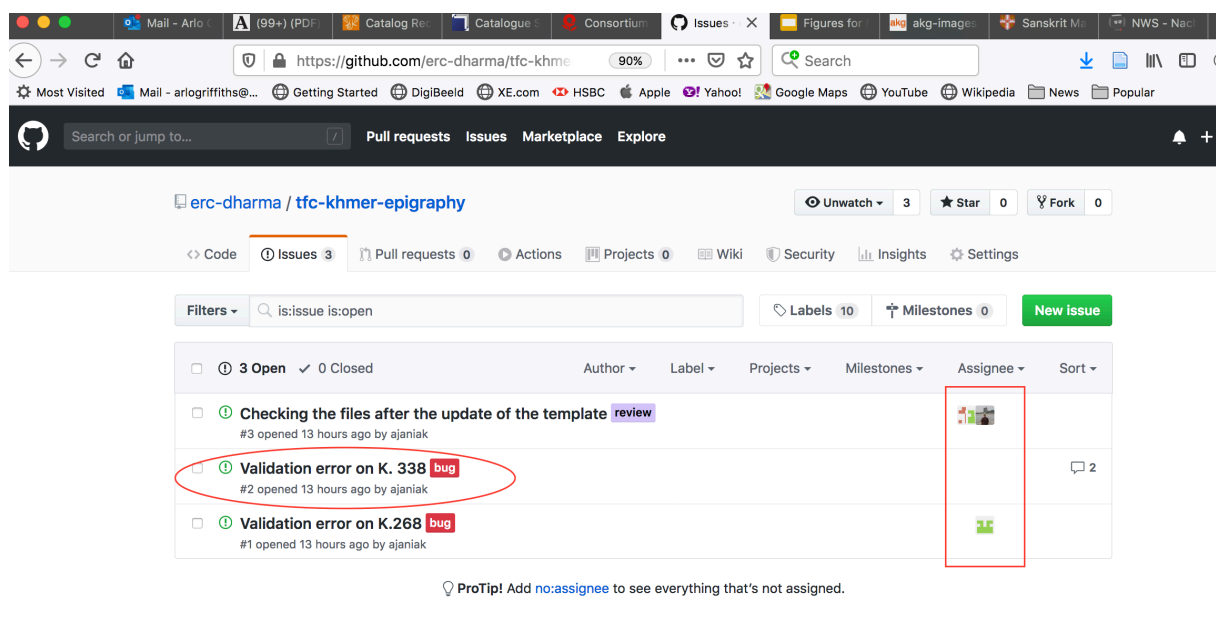 Mail - Arlo G
A (99+) (PDF)
Catalog Rec
Catalogue S
Consortium
Issues ·
Figures for
akg akg-images
Sanskrit Ma
NWS - Nach
https://github.com/erc-dharma/tfc-khme
90%
Search
Most Visited
Mail - arlogriffiths@...
Getting Started
DigiBeeld
XE.com
HSBC
Apple
Yahoo!
Google Maps
YouTube
Wikipedia
News
Popular
Search or jump to...
/
Pull requests
Issues
Marketplace
Explore
erc-dharma / tfc-khmer-epigraphy
Unwatch 3
Star 0
Fork 0
Code
Issues 3
Pull requests 0
Actions
Projects 0
Wiki
Security
Insights
Settings
Filters
is:issue is:open
Labels 10
Milestones 0
New issue
3 Open
0 Closed
Author
Label
Projects
Milestones
Assignee
Sort
Checking the files after the update of the template review
#3 opened 13 hours ago by ajaniak
Validation error on K. 338 bug
2
#2 opened 13 hours ago by ajaniak
Validation error on K.268 bug
#1 opened 13 hours ago by ajaniak
ProTip! Add no:assignee to see everything that's not assigned.